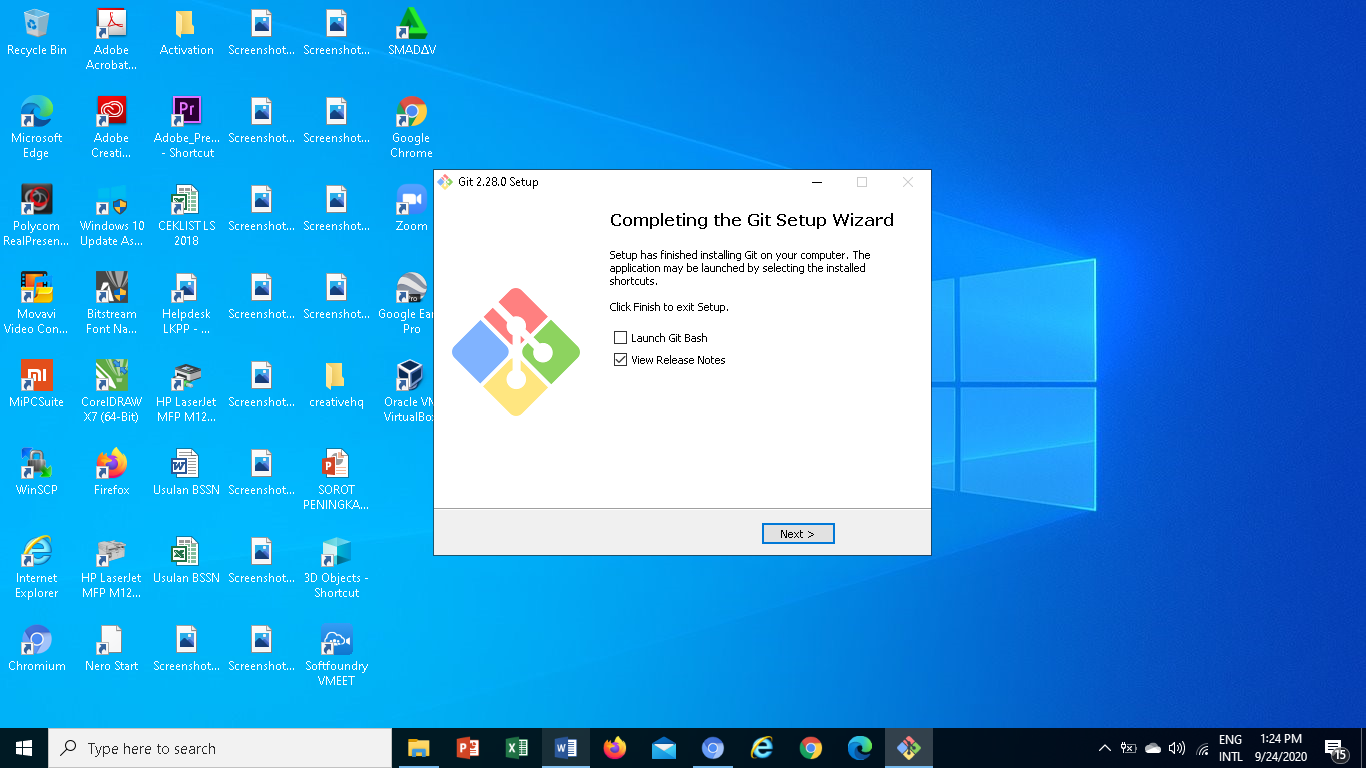 Recycle Bin
Adobe
Acrobat...
Activation
Screenshot...
Screenshot...
SMADΔV
Microsoft
Edge
Adobe
Creati...
Adobe_Pre...
- Shortcut
Screenshot...
Screenshot...
Google
Chrome
Polycom
RealPresen...
Windows 10
Update As...
CEKLIST LS
2018
Screenshot...
Screenshot...
Zoom
Movavi
Video Con...
Bitstream
Font Na...
Helpdesk
LKPP - ...
Screenshot...
Screenshot...
Google Ear
Pro
MiPCSuite
CorelDRAW
X7 (64-Bit)
HP LaserJet
MFP M12...
Screenshot...
creativehq
Oracle VM
VirtualBox
WinSCP
Firefox
Usulan BSSN
Screenshot...
SOROT
PENINGKA...
Internet
Explorer
HP LaserJet
MFP M12...
Usulan BSSN
Screenshot...
3D Objects -
Shortcut
Chromium
Nero Start
Screenshot...
Screenshot...
Softfoundry
VMEET
Git 2.28.0 Setup
Completing the Git Setup Wizard
Setup has finished installing Git on your computer. The
application may be launched by selecting the installed
shortcuts.
Click Finish to exit Setup.
Launch Git Bash
View Release Notes
Next >
Type here to search
ENG
INTL
1:24 PM
9/24/2020
15